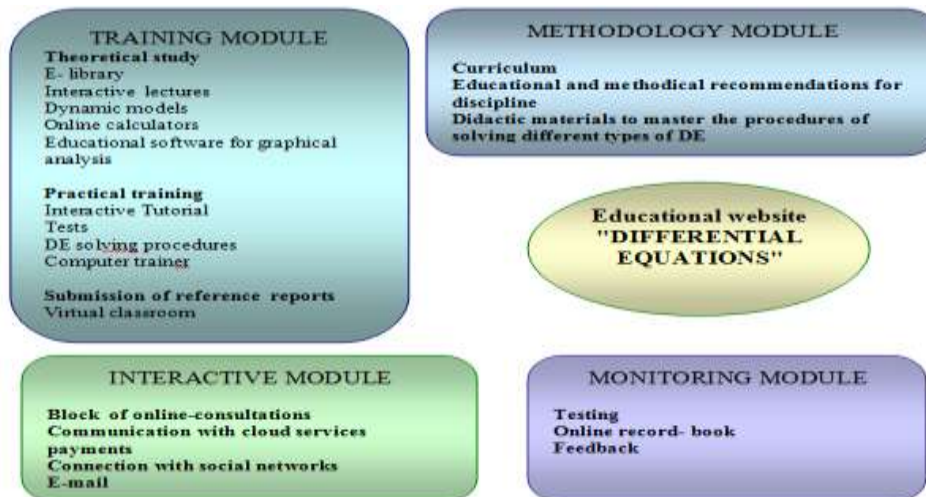 TRAINING MODULE
Theoretical study
E- library
Interactive lectures
Dynamic models
Online calculators
Educational software for graphical
analysis
Practical training
Interactive Tutorial
Tests
DE solving procedures
Computer trainer
Submission of reference reports
Virtual classroom
METHODOLOGY MODULE
Curriculum
Educational and methodical recommendations for
discipline
Didactic materials to master the procedures of
solving different types of DE
Educational website
"DIFFERENTIAL
EQUATIONS"
INTERACTIVE MODULE
Block of online-consultations
Communication with cloud services
payments
Connection with social networks
E-mail
MONITORING MODULE
Testing
Online record- book
Feedback